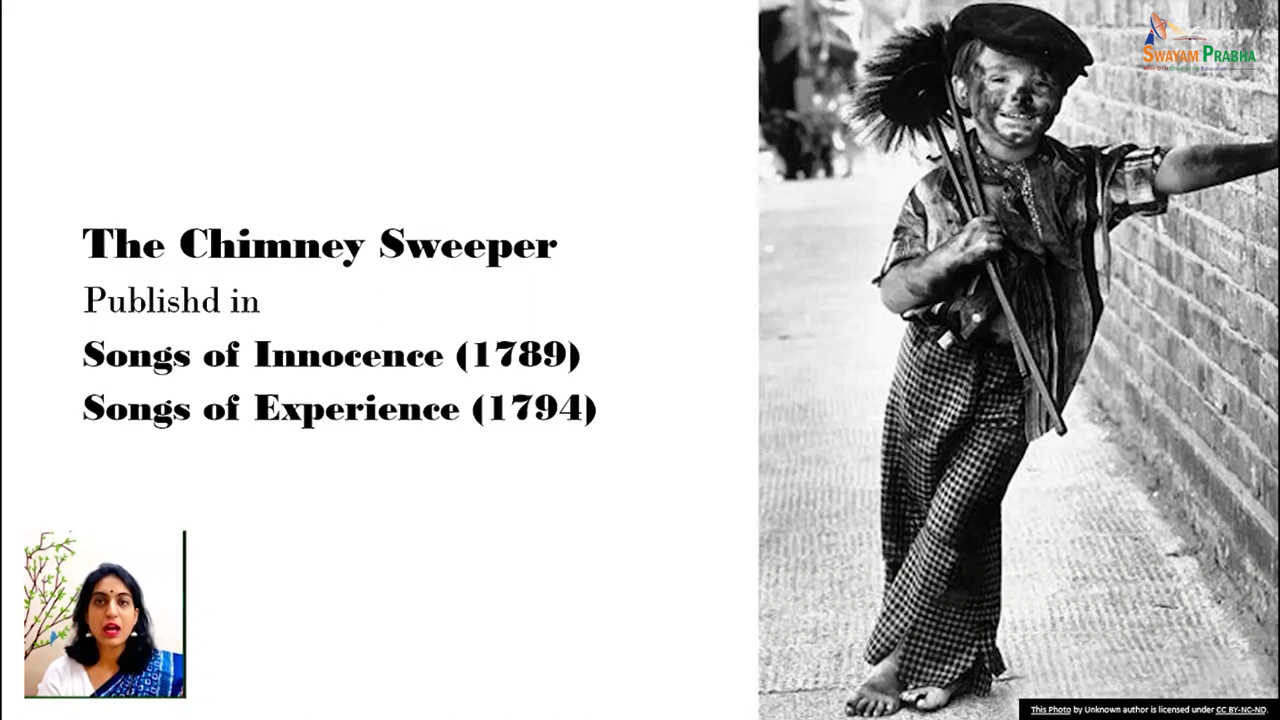 SWAYAM PRABHA
The Chimney Sweeper
Publishd in
Songs of Innocence (1789)
Songs of Experience (1794)
This Photo by Unknown author is licensed under CC BY-NC-ND.